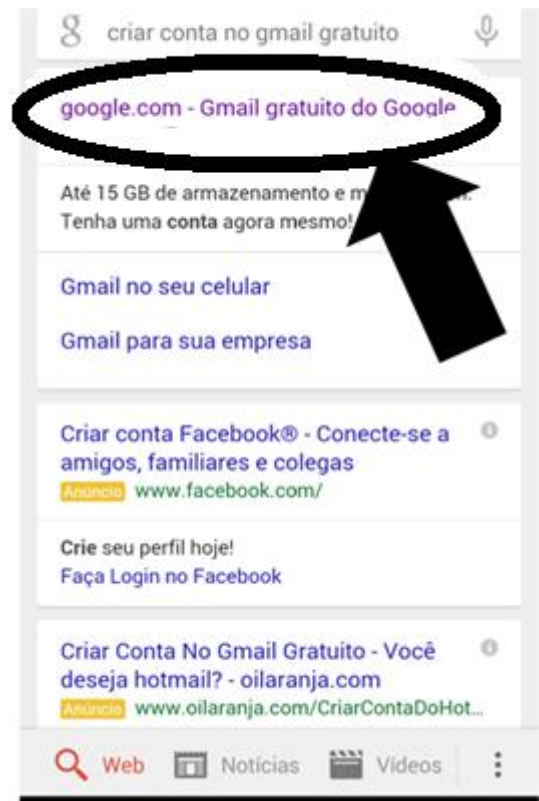 g criar conta no gmail gratuito
google.com - Gmail gratuito do Google
Até 15 GB de armazenamento e
Tenha uma conta agora mesmo!
Gmail no seu celular
Gmail para sua empresa
Criar conta Facebook® - Conecte-se a
amigos, familiares e colegas
Anúncio www.facebook.com/
Crie seu perfil hoje!
Faça Login no Facebook
Criar Conta No Gmail Gratuito - Você
deseja hotmail? - oilaranja.com
Anúncio www.oilaranja.com/CriarContaDoHot...
Web Notícias Vídeos